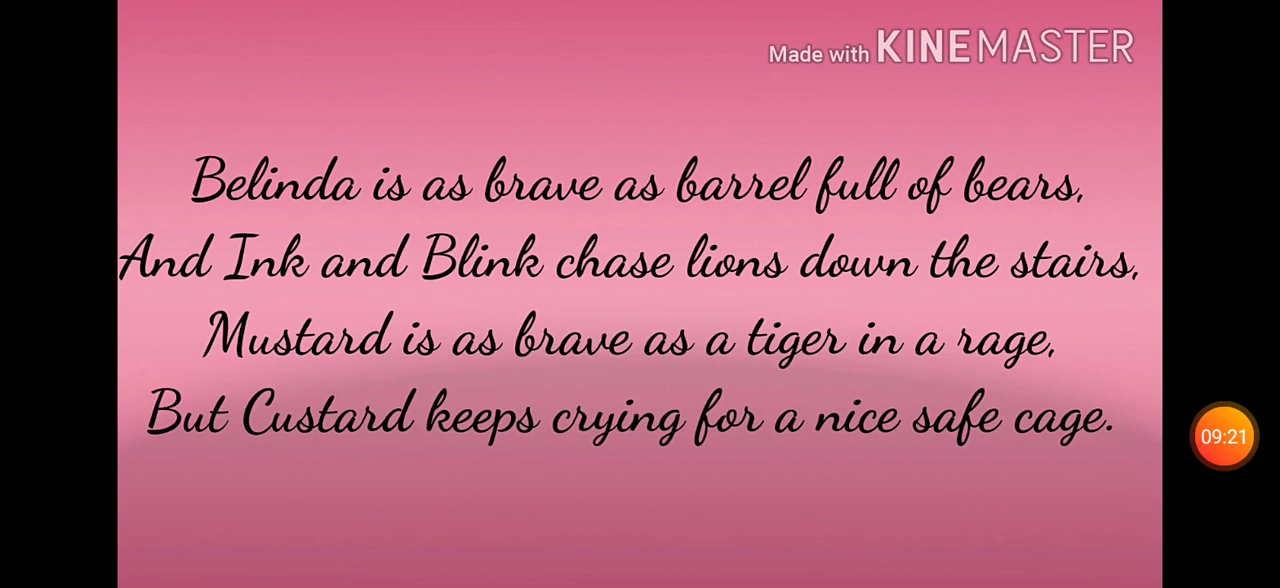 Made with KINEMASTER
Belinda is as brave as barrel full of bears,
And Ink and Blink chase lions down the stairs,
Mustard is as brave as a tiger in a rage,
But Custard keeps crying for a nice safe cage.
09:21